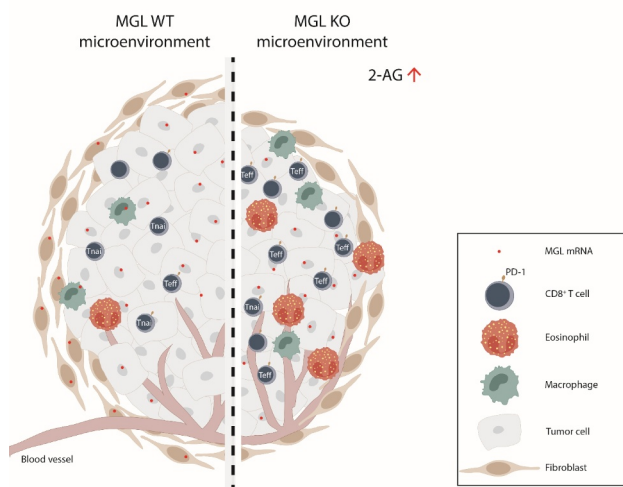 MGL WT
microenvironment
MGL KO
microenvironment
2-AG ↑
Teff
Teff
Tnai
Tnai
Teff
Teff
Teff
Teff
Tnai
Tnai
Teff
Blood vessel
MGL mRNA
PD-1
CD8⁺ T cell
Eosinophil
Macrophage
Tumor cell
Fibroblast